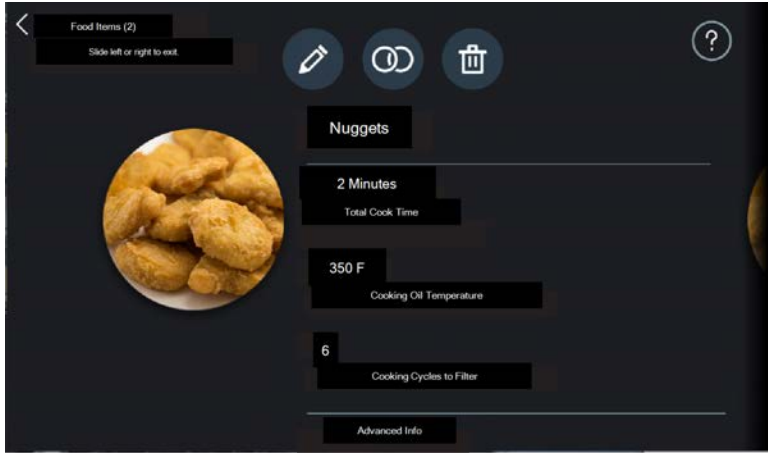 Food Items (2)
Slide left or right to exit.
?
Nuggets
2 Minutes
Total Cook Time
350 F
Cooking Oil Temperature
6
Cooking Cycles to Filter
Advanced Info